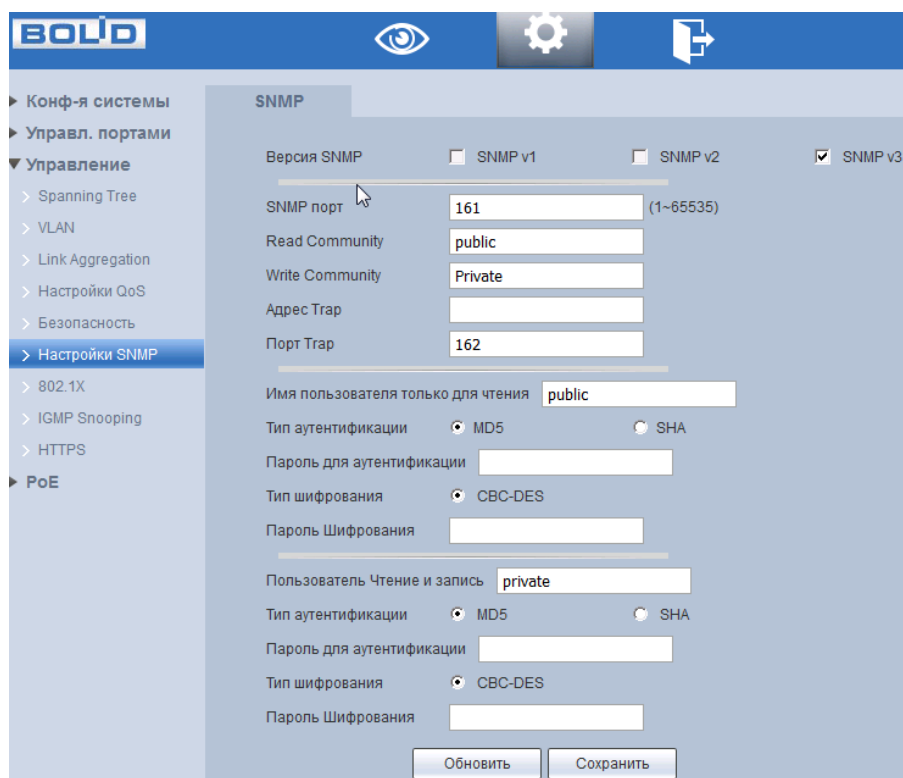 BOLID
Конф-я системы
Управл. портами
Управление
Spanning Tree
VLAN
Link Aggregation
Настройки QoS
Безопасность
Настройки SNMP
802.1X
IGMP Snooping
HTTPS
PoE
SNMP
Версия SNMP SNMP v1 SNMP v2 SNMP v3
SNMP порт 161 (1~65535)
Read Community public
Write Community Private
Адрес Trap
Порт Trap 162
Имя пользователя только для чтения public
Тип аутентификации MD5 SHA
Пароль для аутентификации
Тип шифрования CBC-DES
Пароль Шифрования
Пользователь Чтение и запись private
Тип аутентификации MD5 SHA
Пароль для аутентификации
Тип шифрования CBC-DES
Пароль Шифрования
Обновить Сохранить